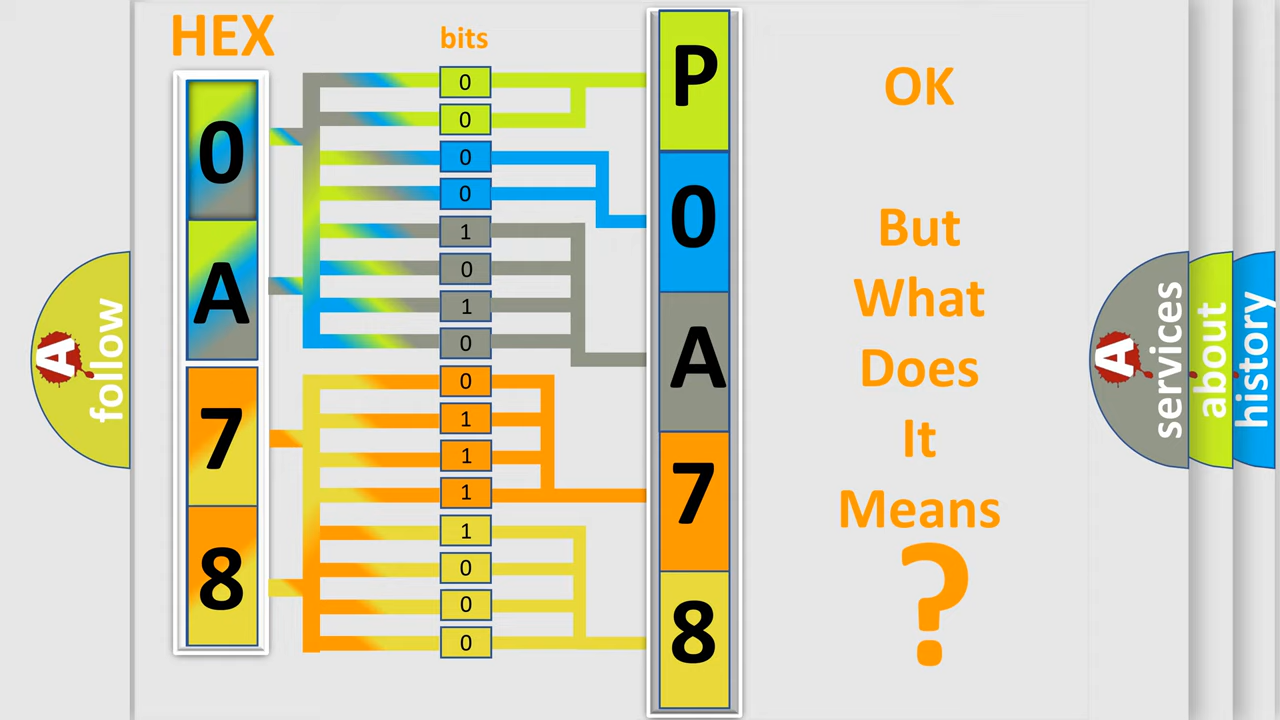 HEX
bits
0
A
7
8
0
0
0
0
1
0
1
0
0
1
1
1
1
0
0
0
P
0
A
7
8
OK
But
What
Does
It
Means
?
A
follow
A
services
about
history